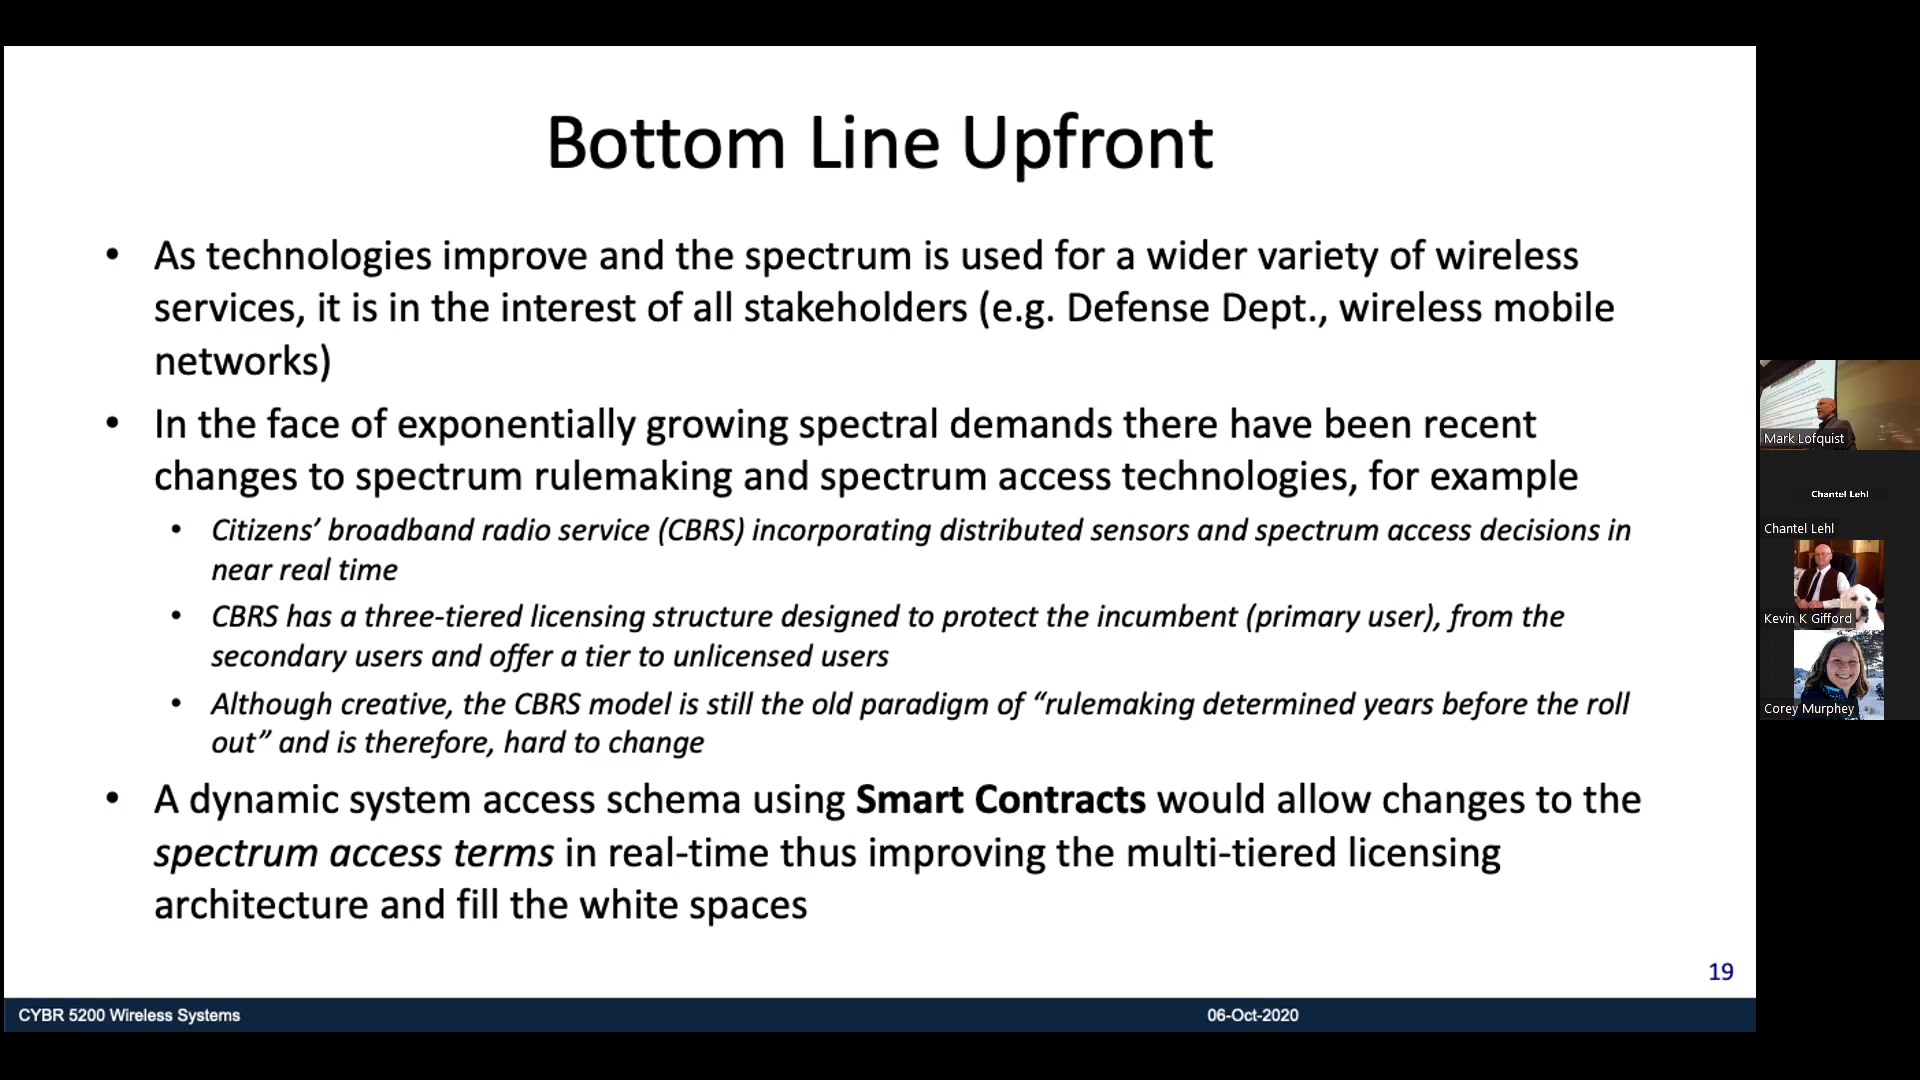 Bottom Line Upfront
• As technologies improve and the spectrum is used for a wider variety of wireless
services, it is in the interest of all stakeholders (e.g. Defense Dept., wireless mobile
networks)
• In the face of exponentially growing spectral demands there have been recent
changes to spectrum rulemaking and spectrum access technologies, for example
• Citizens’ broadband radio service (CBRS) incorporating distributed sensors and spectrum access decisions in
near real time
• CBRS has a three-tiered licensing structure designed to protect the incumbent (primary user), from the
secondary users and offer a tier to unlicensed users
• Although creative, the CBRS model is still the old paradigm of “rulemaking determined years before the roll
out” and is therefore, hard to change
• A dynamic system access schema using Smart Contracts would allow changes to the
spectrum access terms in real-time thus improving the multi-tiered licensing
architecture and fill the white spaces
19
CYBR 5200 Wireless Systems
06-Oct-2020
Mark Lofquist
Chantel Lehl
Chantel Lehl
Kevin K Gifford
Corey Murphey